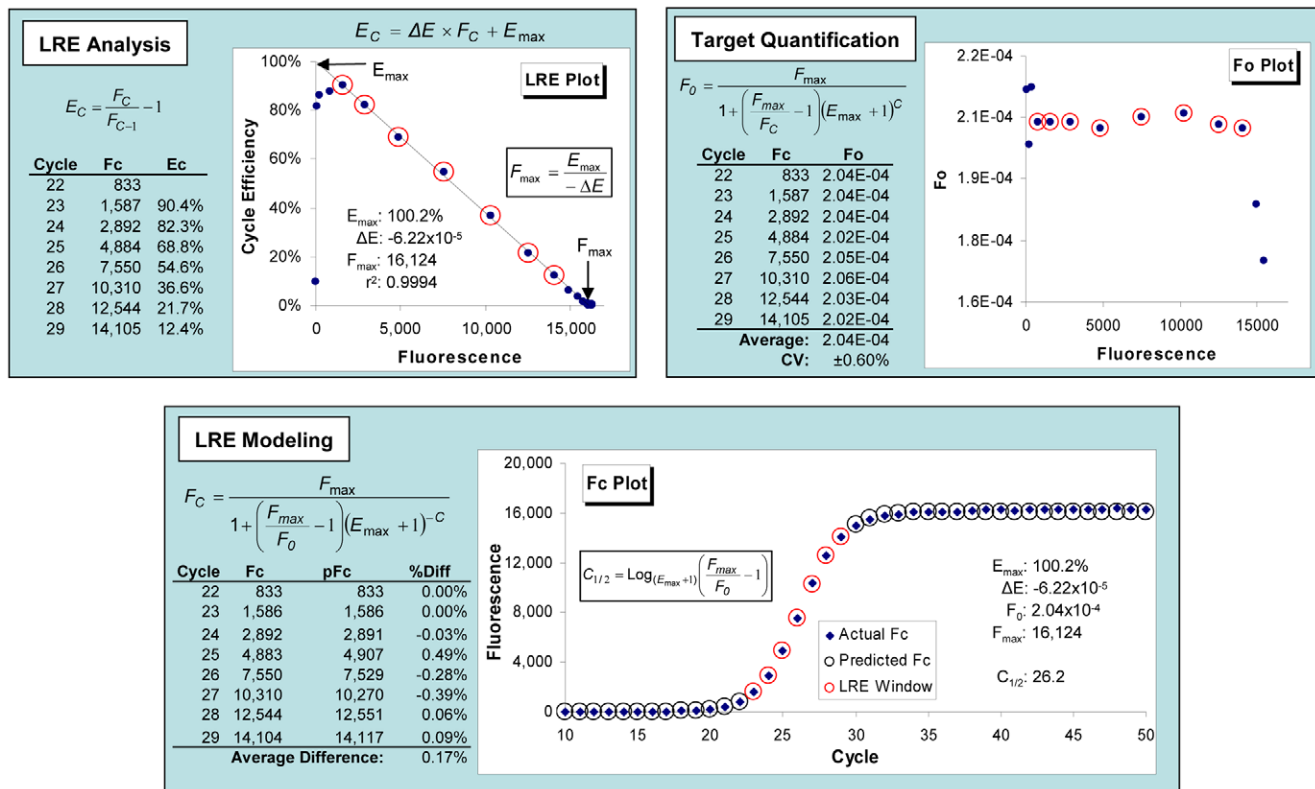 LRE Analysis
E_C = ΔE × F_C + E_max
E_C = F_C / F_{C-1} − 1
Cycle Fc Ec
22 833
23 1,587 90.4%
24 2,892 82.3%
25 4,884 68.8%
26 7,550 54.6%
27 10,310 36.6%
28 12,544 21.7%
29 14,105 12.4%
LRE Plot
E_max
F_max = E_max / −ΔE
E_max: 100.2%
ΔE: -6.22x10^-5
F_max: 16,124
r²: 0.9994
F_max
Cycle Efficiency
100%
80%
60%
40%
20%
0%
0 5,000 10,000 15,000
Fluorescence
Target Quantification
F_0 = F_max / (1 + (F_max / F_C − 1)(E_max + 1)^C)
Cycle Fc Fo
22 833 2.04E-04
23 1,587 2.04E-04
24 2,892 2.04E-04
25 4,884 2.02E-04
26 7,550 2.05E-04
27 10,310 2.06E-04
28 12,544 2.03E-04
29 14,105 2.02E-04
Average: 2.04E-04
CV: ±0.60%
Fo Plot
Fo
2.2E-04
2.1E-04
1.9E-04
1.8E-04
1.6E-04
0 5000 10000 15000
Fluorescence
LRE Modeling
F_C = F_max / (1 + (F_max / F_0 − 1)(E_max + 1)^−C)
Cycle Fc pFc %Diff
22 833 833 0.00%
23 1,586 1,586 0.00%
24 2,892 2,891 -0.03%
25 4,883 4,907 0.49%
26 7,550 7,529 -0.28%
27 10,310 10,270 -0.39%
28 12,544 12,551 0.06%
29 14,104 14,117 0.09%
Average Difference: 0.17%
Fc Plot
C_1/2 = Log_(E_max+1) (F_max / F_0 − 1)
Actual Fc
Predicted Fc
LRE Window
E_max: 100.2%
ΔE: -6.22x10^-5
F_0: 2.04x10^-4
F_max: 16,124
C_1/2: 26.2
Fluorescence
20,000
16,000
12,000
8,000
4,000
0
10 15 20 25 30 35 40 45 50
Cycle